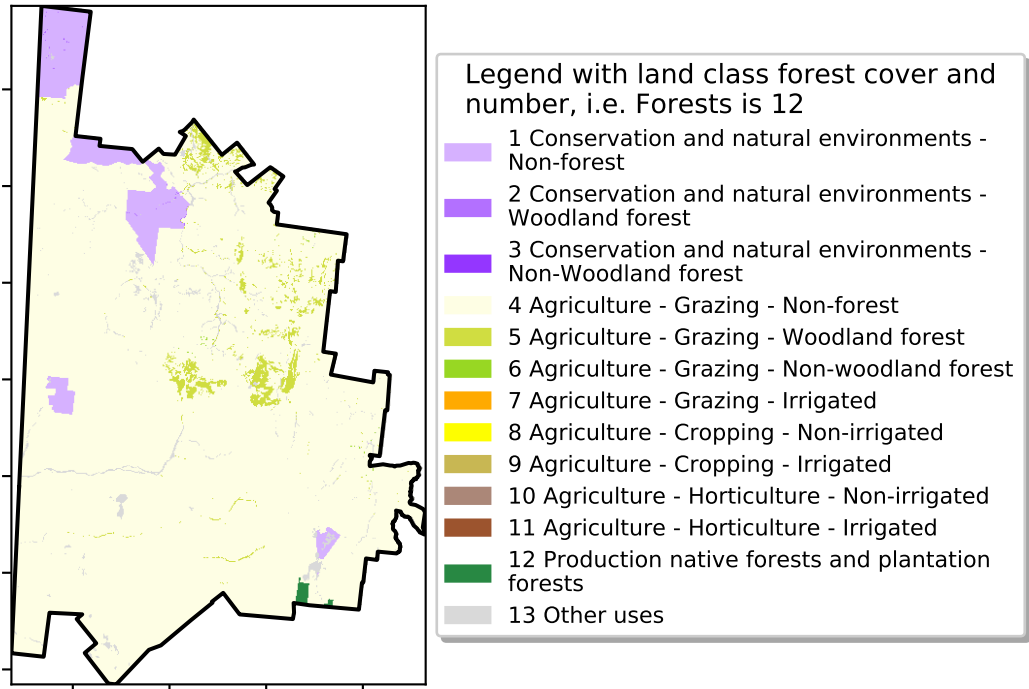 Legend with land class forest cover and
number, i.e. Forests is 12
1 Conservation and natural environments -
Non-forest
2 Conservation and natural environments -
Woodland forest
3 Conservation and natural environments -
Non-Woodland forest
4 Agriculture - Grazing - Non-forest
5 Agriculture - Grazing - Woodland forest
6 Agriculture - Grazing - Non-woodland forest
7 Agriculture - Grazing - Irrigated
8 Agriculture - Cropping - Non-irrigated
9 Agriculture - Cropping - Irrigated
10 Agriculture - Horticulture - Non-irrigated
11 Agriculture - Horticulture - Irrigated
12 Production native forests and plantation
forests
13 Other uses